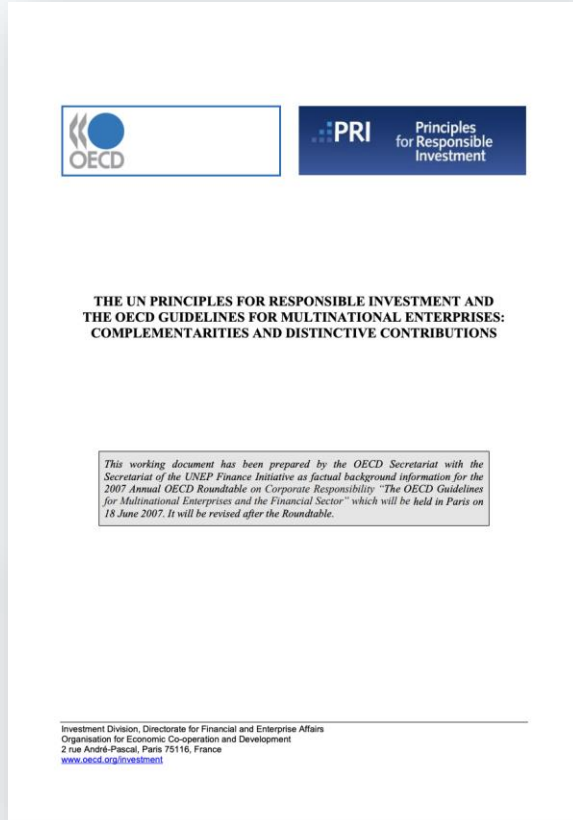 OECD
PRI
Principles
for Responsible
Investment
THE UN PRINCIPLES FOR RESPONSIBLE INVESTMENT AND
THE OECD GUIDELINES FOR MULTINATIONAL ENTERPRISES:
COMPLEMENTARITIES AND DISTINCTIVE CONTRIBUTIONS
This working document has been prepared by the OECD Secretariat with the
Secretariat of the UNEP Finance Initiative as factual background information for the
2007 Annual OECD Roundtable on Corporate Responsibility “The OECD Guidelines
for Multinational Enterprises and the Financial Sector” which will be held in Paris on
18 June 2007. It will be revised after the Roundtable.
Investment Division, Directorate for Financial and Enterprise Affairs
Organisation for Economic Co-operation and Development
2 rue André-Pascal, Paris 75116, France
www.oecd.org/investment